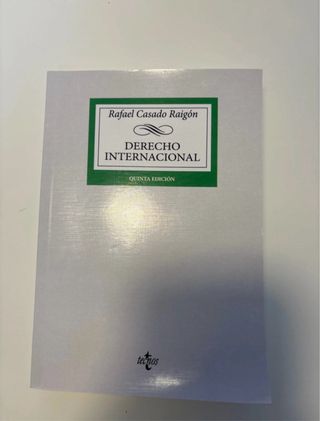 Rafael Casado Raigón
DERECHO
INTERNACIONAL
QUINTA EDICIÓN
tecnos